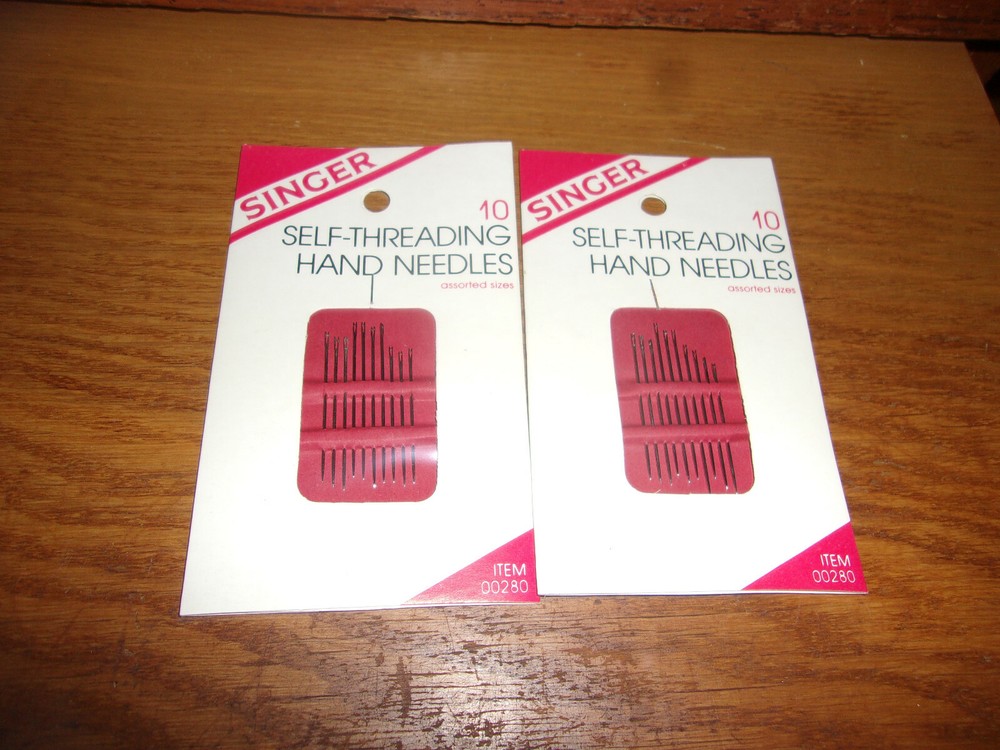 SINGER
10
SELF-THREADING
HAND NEEDLES
assorted sizes
ITEM
00280
SINGER
10
SELF-THREADING
HAND NEEDLES
assorted sizes
ITEM
00280